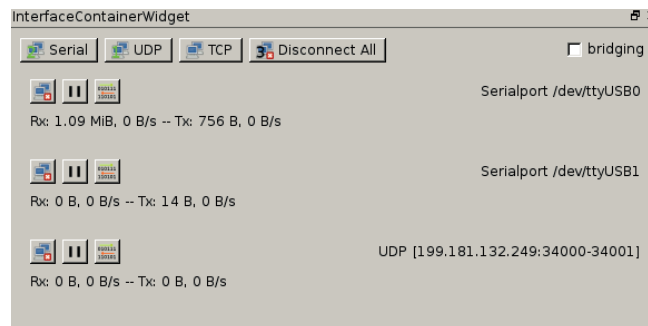 InterfaceContainerWidget
Serial UDP TCP Disconnect All bridging
Serialport /dev/ttyUSB0
Rx: 1.09 MiB, 0 B/s -- Tx: 756 B, 0 B/s
Serialport /dev/ttyUSB1
Rx: 0 B, 0 B/s -- Tx: 14 B, 0 B/s
UDP [199.181.132.249:34000-34001]
Rx: 0 B, 0 B/s -- Tx: 0 B, 0 B/s